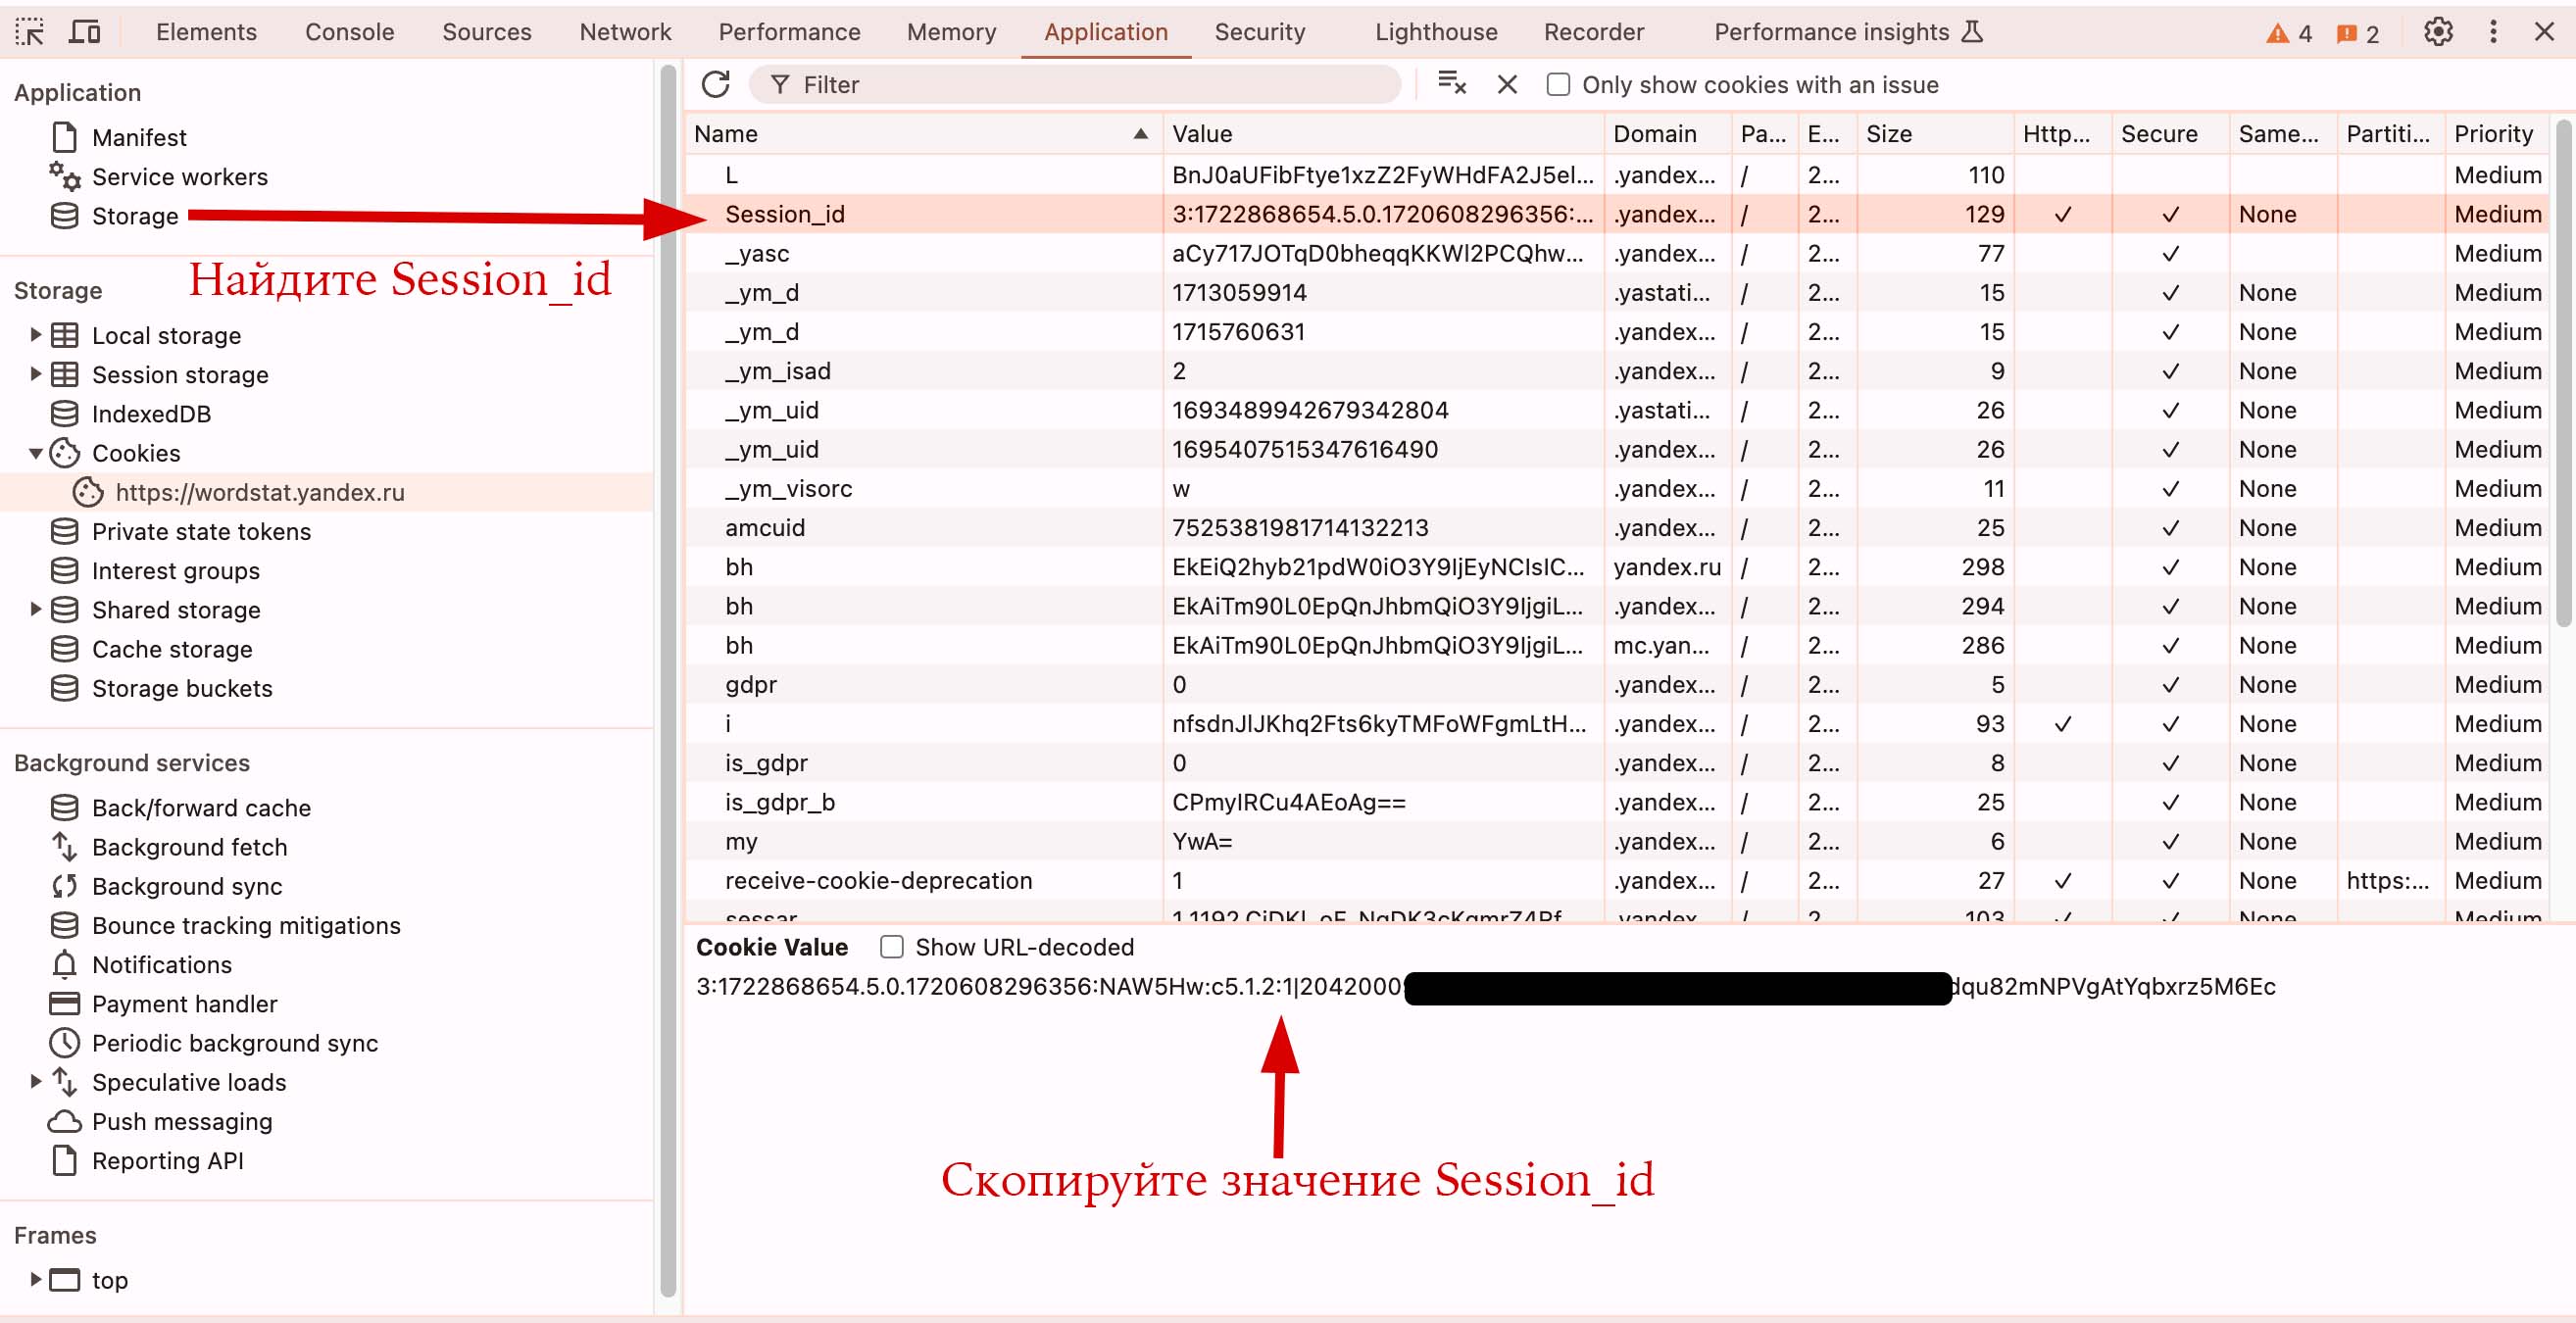 Elements Console Sources Network Performance Memory Application Security Lighthouse Recorder Performance insights 4 2
Application
Manifest
Service workers
Storage
Найдите Session_id
Storage
Local storage
Session storage
IndexedDB
Cookies
https://wordstat.yandex.ru
Private state tokens
Interest groups
Shared storage
Cache storage
Storage buckets
Background services
Back/forward cache
Background fetch
Background sync
Bounce tracking mitigations
Notifications
Payment handler
Periodic background sync
Speculative loads
Push messaging
Reporting API
Frames
top
Filter Only show cookies with an issue
Name Value Domain Pa... E... Size Http... Secure Same... Partiti... Priority
L BnJ0aUFibFtye1xzZ2FyWHdFA2J5el... .yandex... / 2... 110 Medium
Session_id 3:1722868654.5.0.1720608296356:... .yandex... / 2... 129 ✓ ✓ None Medium
_yasc aCy717JOTqD0bheqqKKWl2PCQhw... .yandex... / 2... 77 ✓ Medium
_ym_d 1713059914 .yastati... / 2... 15 ✓ None Medium
_ym_d 1715760631 .yandex... / 2... 15 ✓ None Medium
_ym_isad 2 .yandex... / 2... 9 ✓ None Medium
_ym_uid 1693489942679342804 .yastati... / 2... 26 ✓ None Medium
_ym_uid 1695407515347616490 .yandex... / 2... 26 ✓ None Medium
_ym_visorc w .yandex... / 2... 11 ✓ None Medium
amcuid 7525381981714132213 .yandex... / 2... 25 ✓ None Medium
bh EkEiQ2hyb21pdW0iO3Y9IjEyNCIsIC... yandex.ru / 2... 298 ✓ None Medium
bh EkAiTm90L0EpQnJhbmQiO3Y9IjgiL... .yandex... / 2... 294 ✓ None Medium
bh EkAiTm90L0EpQnJhbmQiO3Y9IjgiL... mc.yan... / 2... 286 ✓ None Medium
gdpr 0 .yandex... / 2... 5 ✓ None Medium
i nfsdnJlJKhq2Fts6kyTMFoWFgmLtH... .yandex... / 2... 93 ✓ ✓ None Medium
is_gdpr 0 .yandex... / 2... 8 ✓ None Medium
is_gdpr_b CPmyIRCu4AEoAg== .yandex... / 2... 25 ✓ None Medium
my YwA= .yandex... / 2... 6 ✓ None Medium
receive-cookie-deprecation 1 .yandex... / 2... 27 ✓ ✓ None https:... Medium
Cookie Value Show URL-decoded
3:1722868654.5.0.1720608296356:NAW5Hw:c5.1.2:1|2042000 dqu82mNPVgAtYqbxrz5M6Ec
Скопируйте значение Session_id